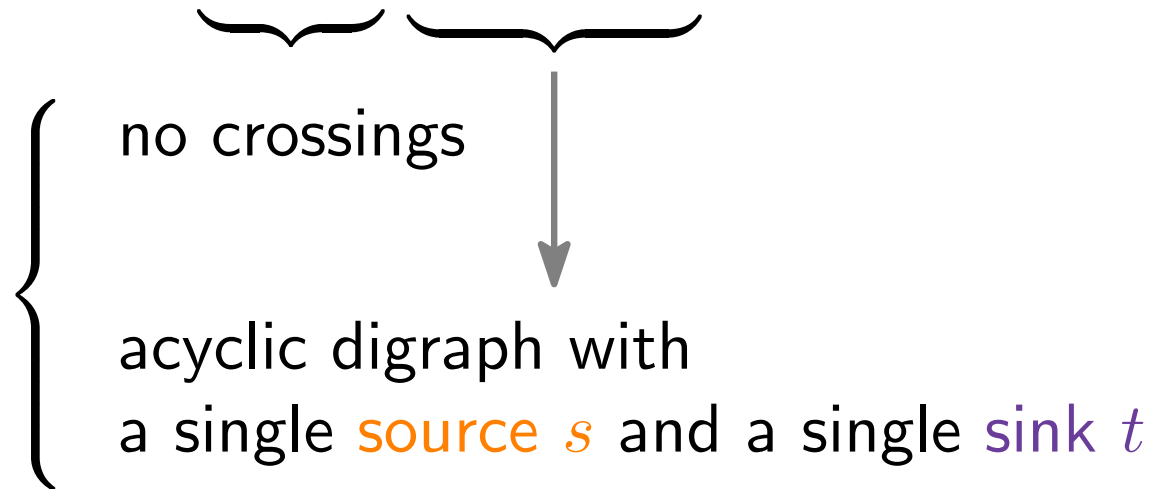 no crossings
acyclic digraph with
a single source s and a single sink t